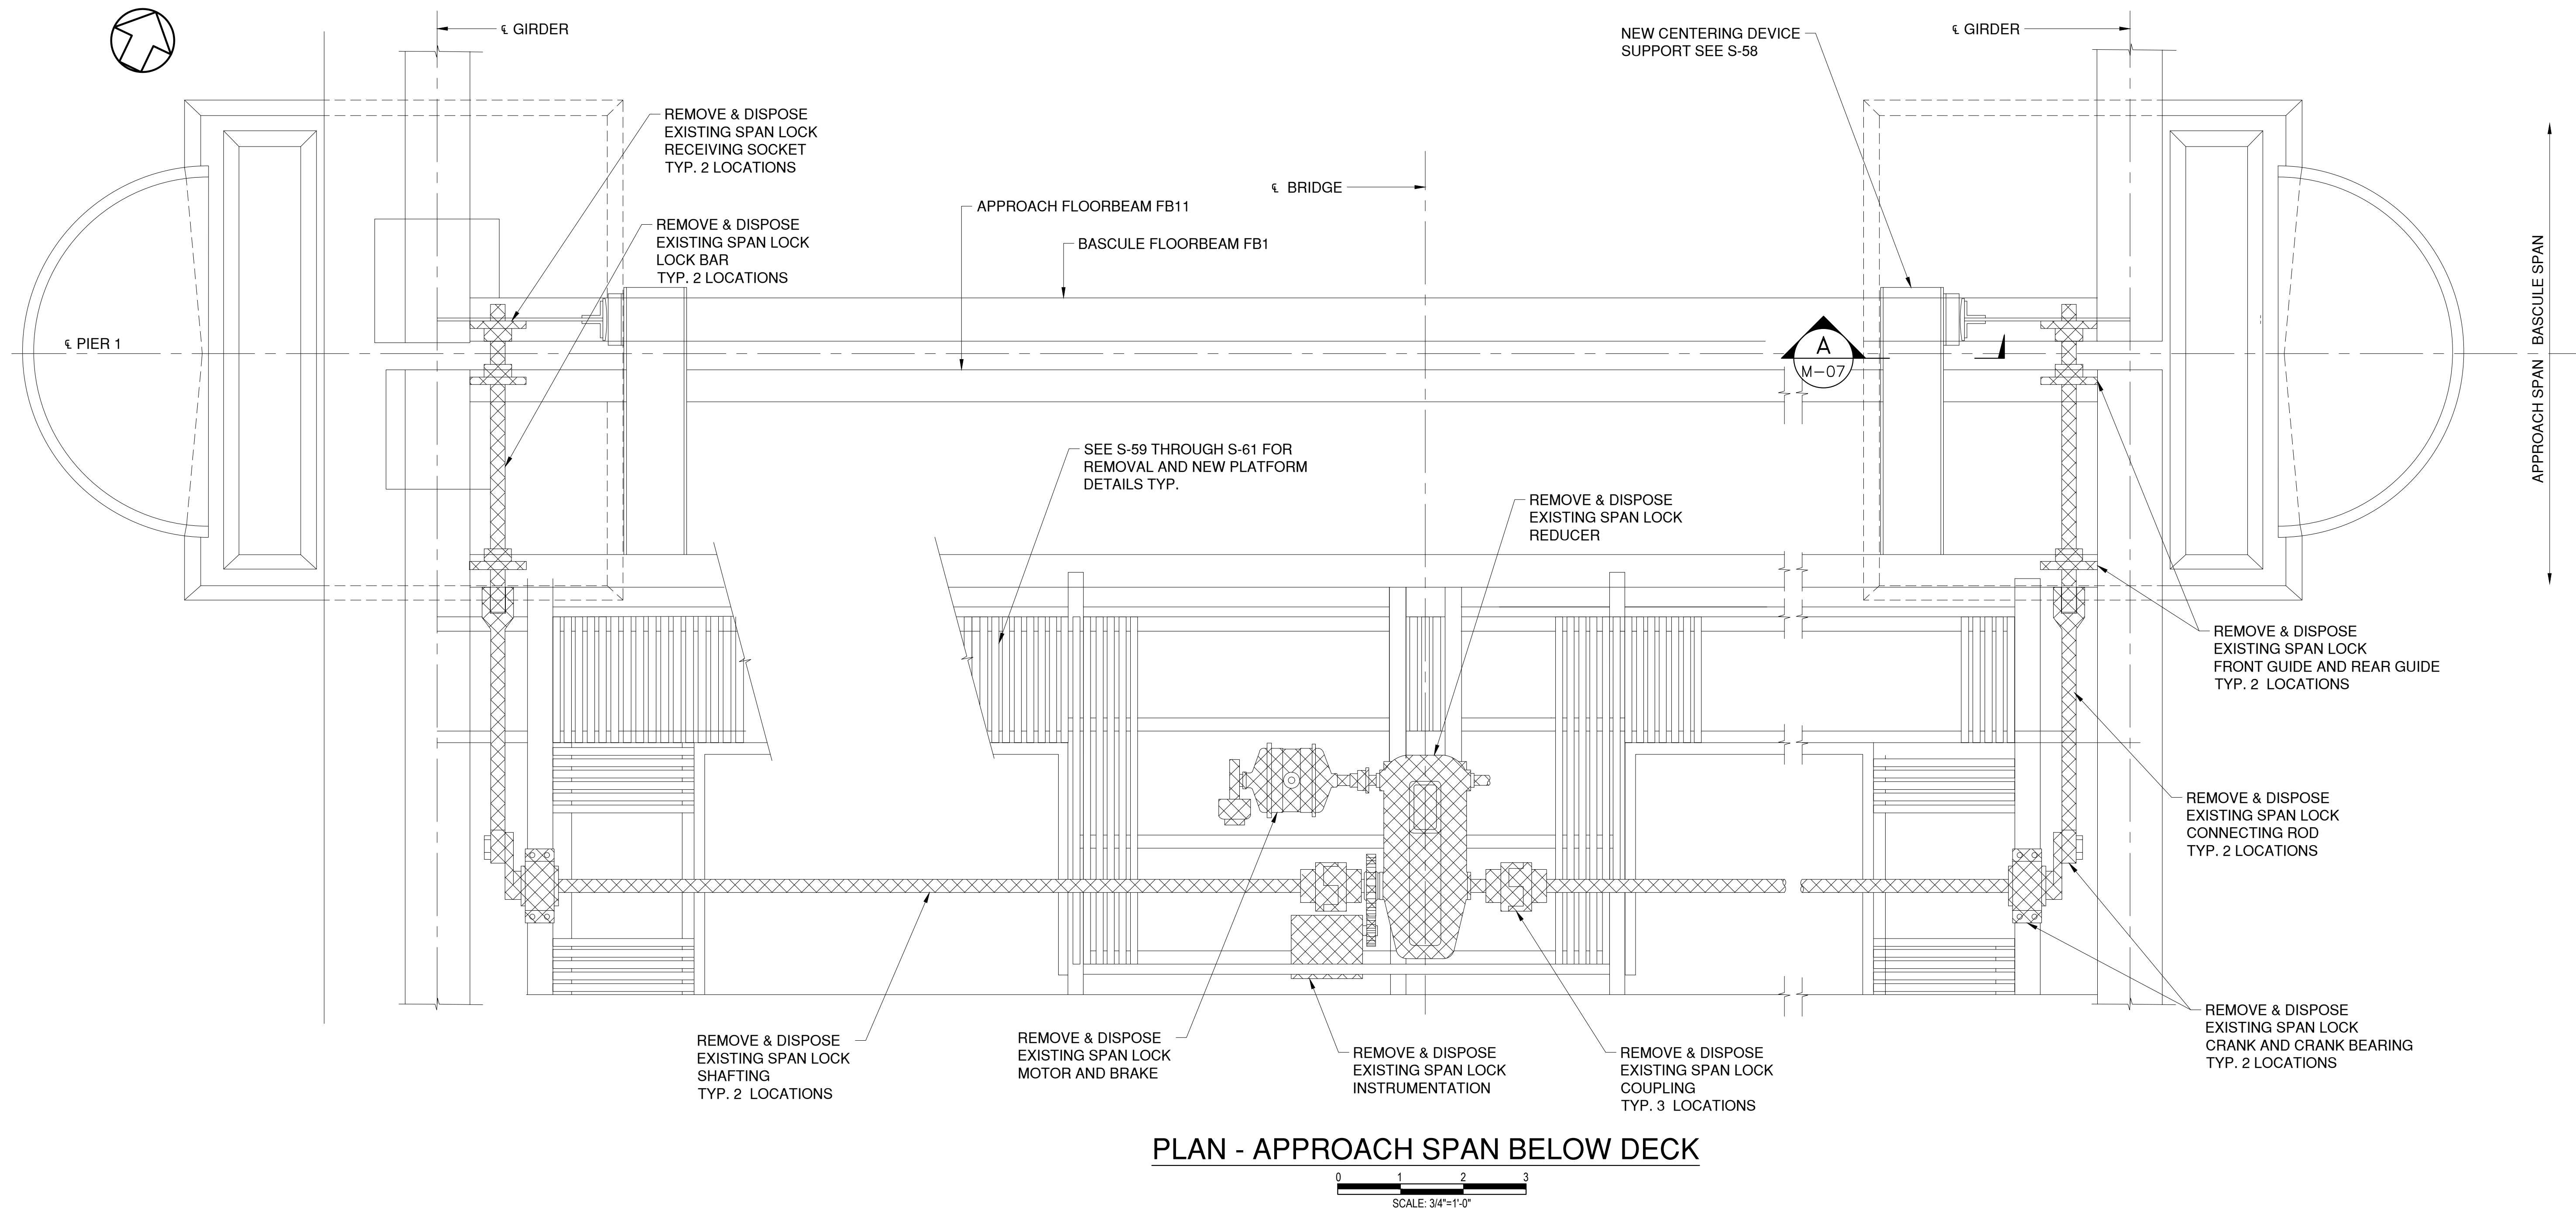 ℄ GIRDER
NEW CENTERING DEVICE
SUPPORT SEE S-58
℄ GIRDER
REMOVE & DISPOSE
EXISTING SPAN LOCK
RECEIVING SOCKET
TYP. 2 LOCATIONS
REMOVE & DISPOSE
EXISTING SPAN LOCK
LOCK BAR
TYP. 2 LOCATIONS
℄ BRIDGE
APPROACH FLOORBEAM FB11
BASCULE FLOORBEAM FB1
℄ PIER 1
A
M-07
APPROACH SPAN BASCULE SPAN
SEE S-59 THROUGH S-61 FOR
REMOVAL AND NEW PLATFORM
DETAILS TYP.
REMOVE & DISPOSE
EXISTING SPAN LOCK
REDUCER
REMOVE & DISPOSE
EXISTING SPAN LOCK
FRONT GUIDE AND REAR GUIDE
TYP. 2 LOCATIONS
REMOVE & DISPOSE
EXISTING SPAN LOCK
CONNECTING ROD
TYP. 2 LOCATIONS
REMOVE & DISPOSE
EXISTING SPAN LOCK
CRANK AND CRANK BEARING
TYP. 2 LOCATIONS
REMOVE & DISPOSE
EXISTING SPAN LOCK
SHAFTING
TYP. 2 LOCATIONS
REMOVE & DISPOSE
EXISTING SPAN LOCK
MOTOR AND BRAKE
REMOVE & DISPOSE
EXISTING SPAN LOCK
INSTRUMENTATION
REMOVE & DISPOSE
EXISTING SPAN LOCK
COUPLING
TYP. 3 LOCATIONS
PLAN - APPROACH SPAN BELOW DECK
0 1 2 3
SCALE: 3/4"=1'-0"